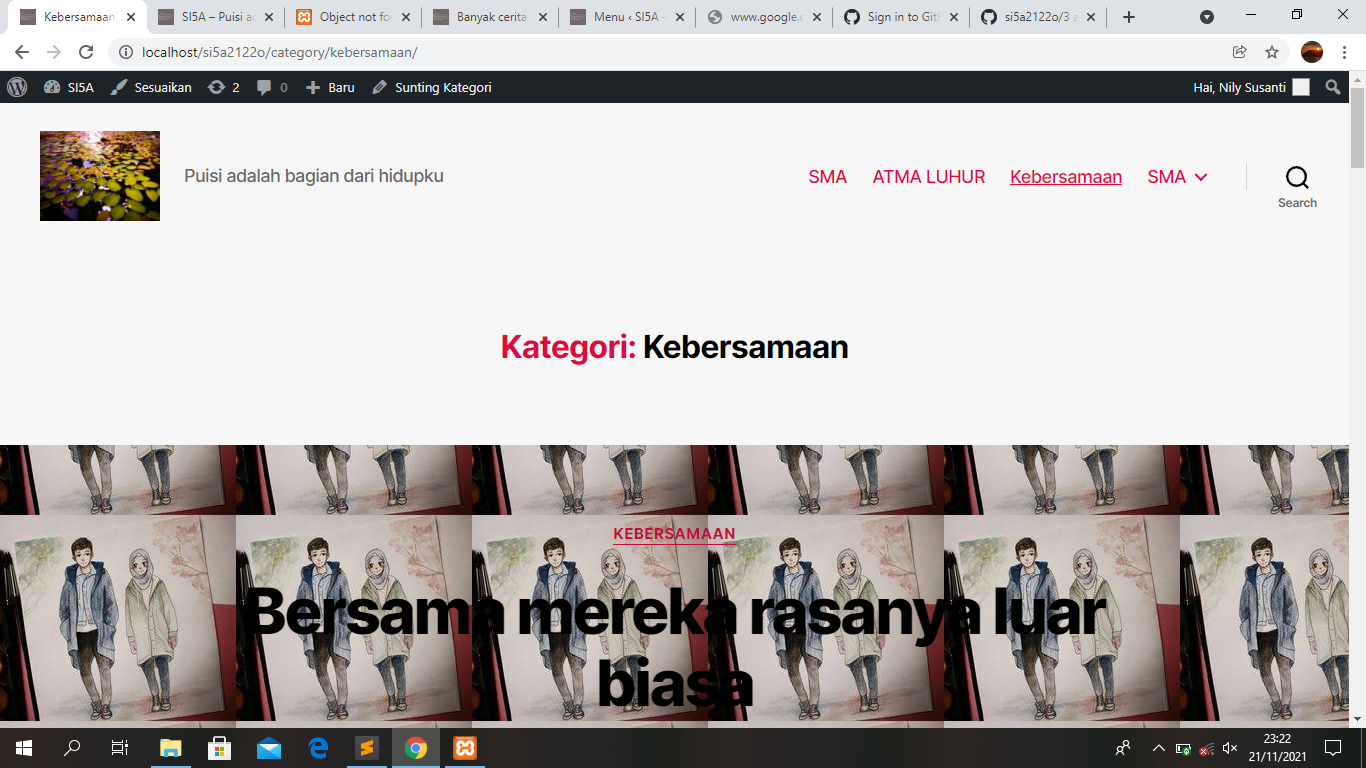 Kebersamaan
SI5A – Puisi ad
Object not fo
Banyak cerita
Menu ‹ SI5A –
www.google.c
Sign in to Gith
si5a2122o/3 a
localhost/si5a2122o/category/kebersamaan/
SI5A
Sesuaikan
2
0
Baru
Sunting Kategori
Hai, Nily Susanti
Puisi adalah bagian dari hidupku
SMA
ATMA LUHUR
Kebersamaan
SMA
Search
Kategori: Kebersamaan
KEBERSAMAAN
Bersama mereka rasanya luar
biasa
23:22
21/11/2021